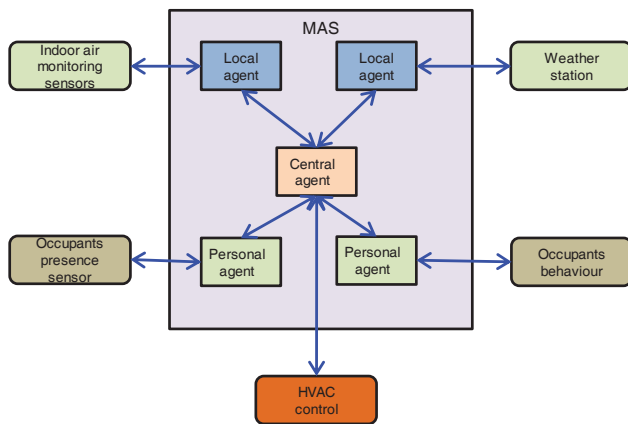 MAS
Indoor air
monitoring
sensors
Local
agent
Local
agent
Weather
station
Central
agent
Occupants
presence
sensor
Personal
agent
Personal
agent
Occupants
behaviour
HVAC
control